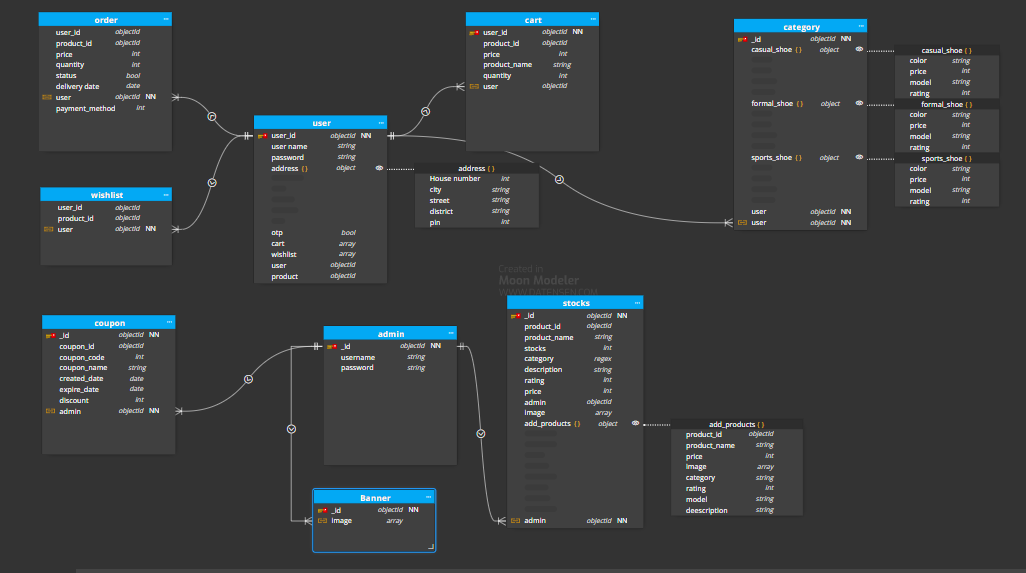 order
user_id objectId
product_id objectId
price int
quantity int
status bool
delivery date date
user objectId NN
payment_method int
cart
user_id objectId NN
product_id objectId
price int
product_name string
quantity int
user objectId
category
_id objectId NN
casual_shoe { } object
formal_shoe { } object
sports_shoe { } object
user objectId NN
user objectId NN
casual_shoe { }
color string
price int
model string
rating int
formal_shoe { }
color string
price int
model string
rating int
sports_shoe { }
color string
price int
model string
rating int
user
user_id objectId NN
user name string
password string
address { } object
otp bool
cart array
wishlist array
user objectId
product objectId
address { }
House number int
city string
street string
district string
pin int
wishlist
user_id objectId
product_id objectId
user objectId NN
Created in
Moon Modeler
WWW.DATENSEN.COM
coupon
_id objectId NN
coupon_id objectId
coupon_code int
coupon_name string
created_date date
expire_date date
discount int
admin objectId NN
admin
_id objectId NN
username string
password string
stocks
_id objectId NN
product_id objectId
product_name string
stocks int
category regex
description string
rating int
price int
admin objectId
image array
add_products { } object
admin objectId NN
add_products { }
product_id objectId
product_name string
price int
image array
category string
rating int
model string
deescription string
Banner
_id objectId NN
image array